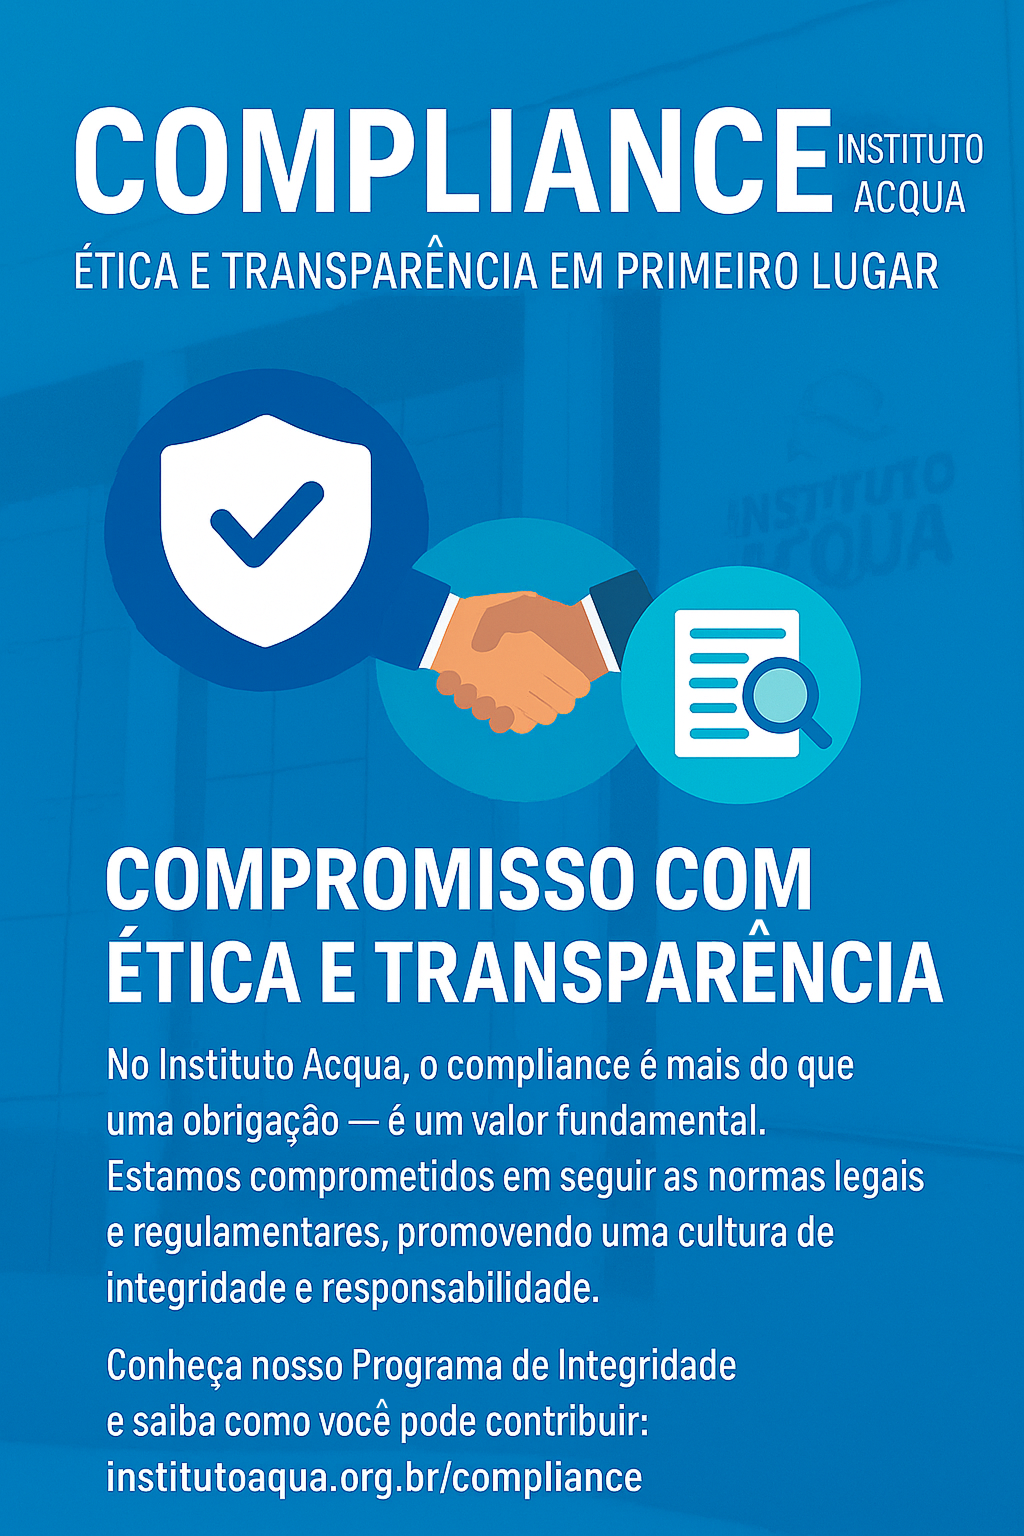 COMPLIANCE INSTITUTO
ACQUA
ÉTICA E TRANSPARÊNCIA EM PRIMEIRO LUGAR
INSTITUTO
ACQUA
COMPROMISSO COM
ÉTICA E TRANSPARÊNCIA
No Instituto Acqua, o compliance é mais do que
uma obrigação — é um valor fundamental.
Estamos comprometidos em seguir as normas legais
e regulamentares, promovendo uma cultura de
integridade e responsabilidade.
Conheça nosso Programa de Integridade
e saiba como você pode contribuir:
institutoaqua.org.br/compliance